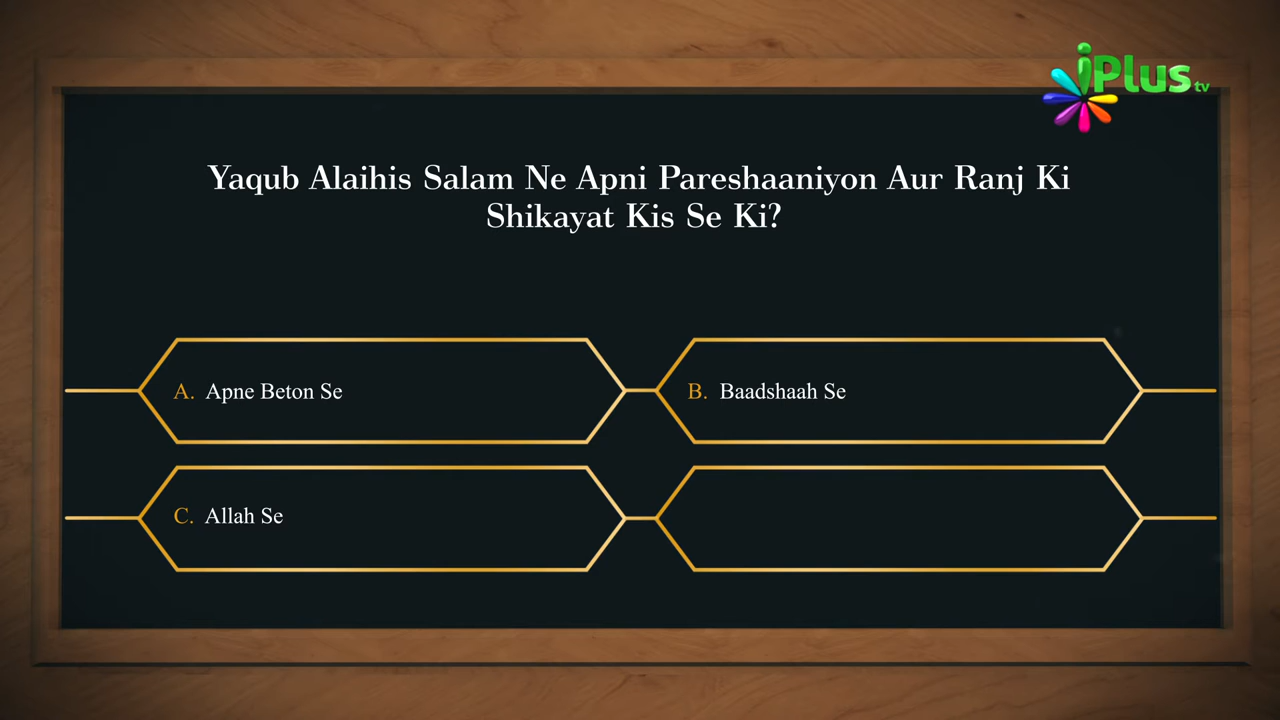 iPlus tv
Yaqub Alaihis Salam Ne Apni Pareshaaniyon Aur Ranj Ki
Shikayat Kis Se Ki?
A. Apne Beton Se
B. Baadshaah Se
C. Allah Se